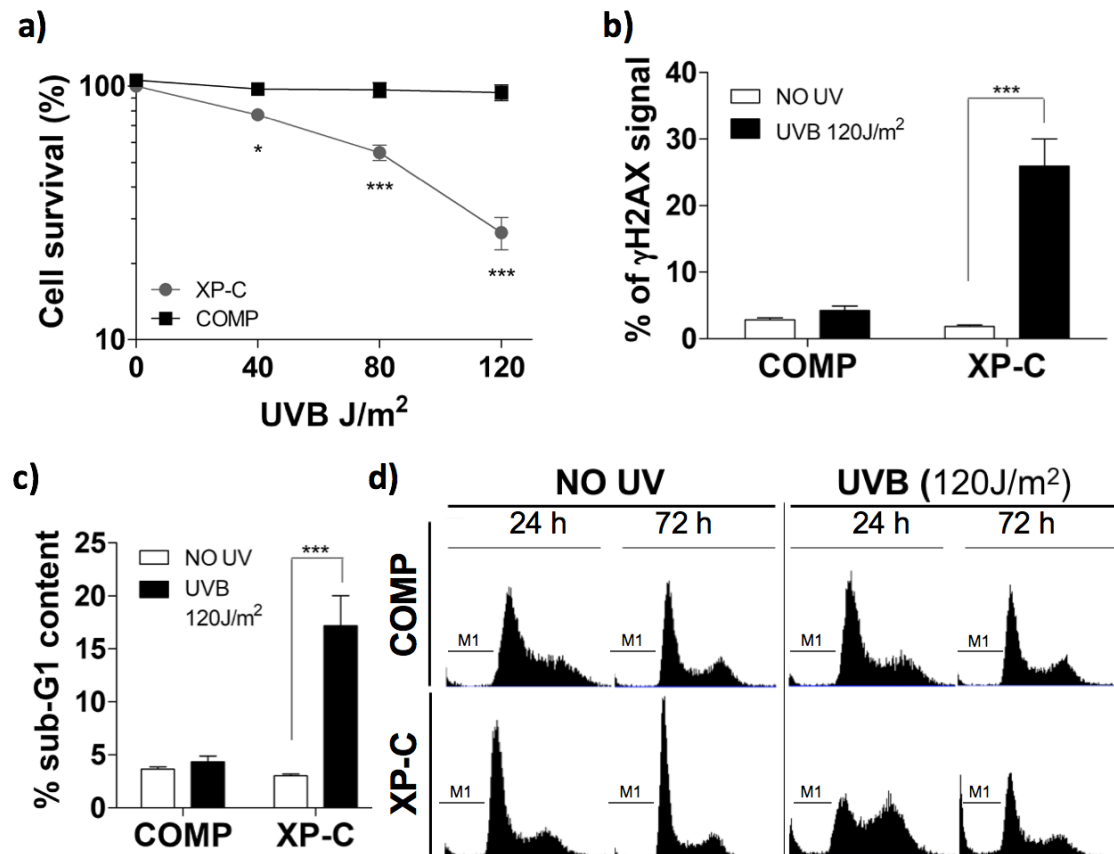 a)
Cell survival (%)
100
10
*
***
***
XP-C
COMP
0 40 80 120
UVB J/m²
b)
% of γH2AX signal
40
30
20
10
0
NO UV
UVB 120J/m²
***
COMP XP-C
c)
% sub-G1 content
25
20
15
10
5
0
NO UV
UVB
120J/m²
***
COMP XP-C
d)
NO UV UVB (120J/m²)
24 h 72 h 24 h 72 h
COMP
M1 M1 M1 M1
XP-C
M1 M1 M1 M1